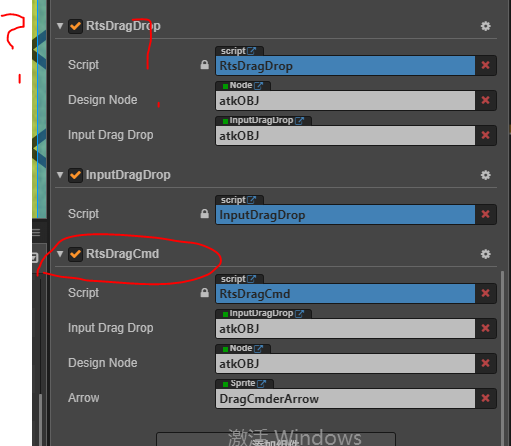 ? !
RtsDragDrop
script
Script RtsDragDrop
Node
Design Node atkOBJ
InputDragDrop
Input Drag Drop atkOBJ
InputDragDrop
script
Script InputDragDrop
RtsDragCmd
script
Script RtsDragCmd
InputDragDrop
Input Drag Drop atkOBJ
Node
Design Node atkOBJ
Sprite
Arrow DragCmderArrow
激活 Windows